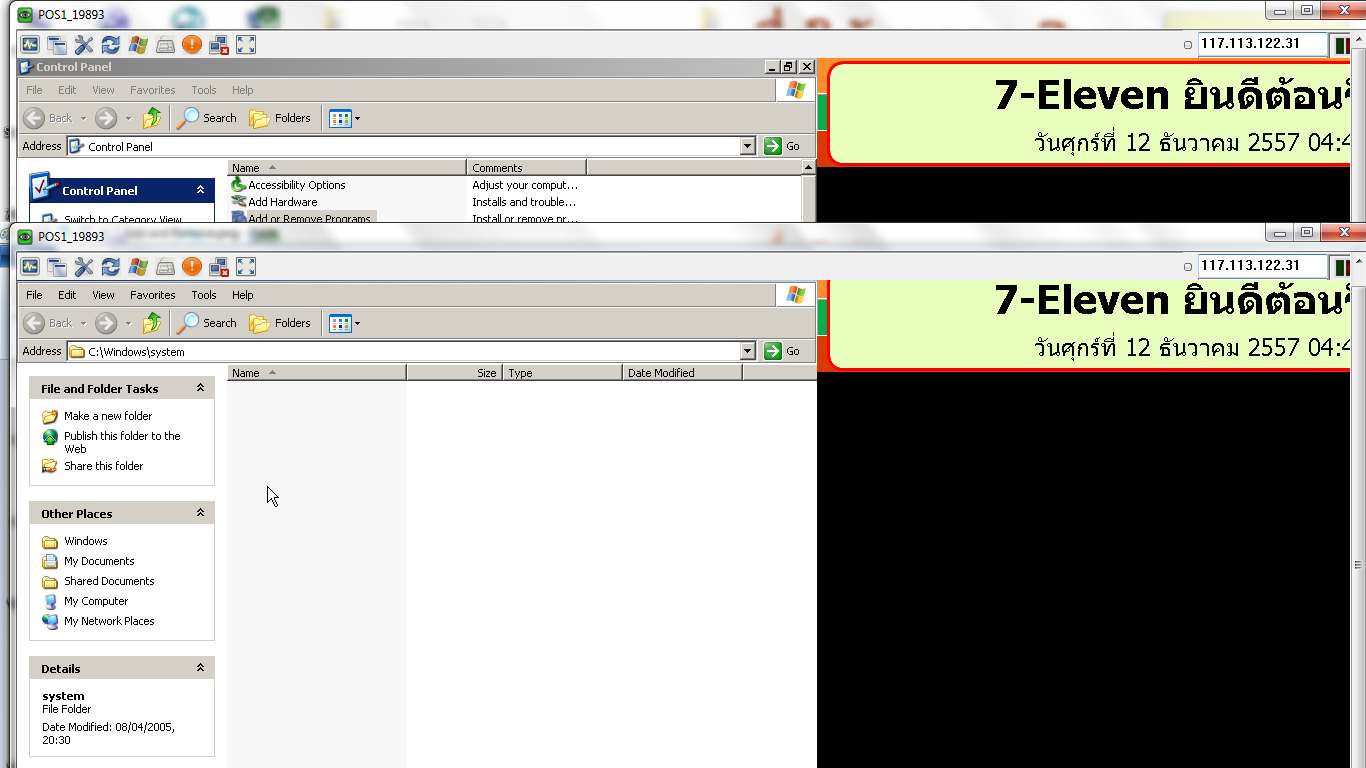 POS1_19893
117.113.122.31
Control Panel
File Edit View Favorites Tools Help
Back Search Folders
Address Control Panel Go
Name Comments
Control Panel
Switch to Category View
Accessibility Options Adjust your comput...
Add Hardware Installs and trouble...
Add or Remove Programs Install or remove pr...
7-Eleven ยินดีต้อนรั
วันศุกร์ที่ 12 ธันวาคม 2557 04:4
POS1_19893
117.113.122.31
File Edit View Favorites Tools Help
Back Search Folders
Address C:\Windows\system Go
Name Size Type Date Modified
File and Folder Tasks
Make a new folder
Publish this folder to the
Web
Share this folder
Other Places
Windows
My Documents
Shared Documents
My Computer
My Network Places
Details
system
File Folder
Date Modified: 08/04/2005,
20:30
7-Eleven ยินดีต้อนรั
วันศุกร์ที่ 12 ธันวาคม 2557 04:4